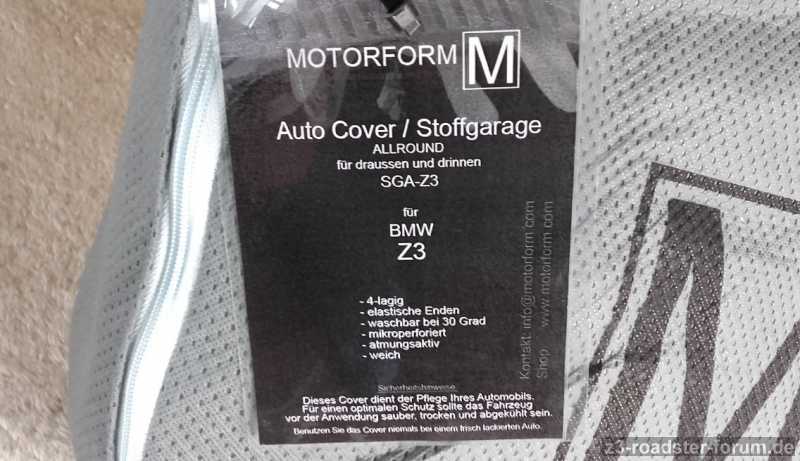 MOTORFORM M
Auto Cover / Stoffgarage
ALLROUND
für draussen und drinnen
SGA-Z3
für
BMW
Z3
- 4-lagig
- elastische Enden
- waschbar bei 30 Grad
- mikroperforiert
- atmungsaktiv
- weich
Sicherheitshinweise
Dieses Cover dient der Pflege Ihres Automobils.
Für einen optimalen Schutz sollte das Fahrzeug
vor der Anwendung sauber, trocken und abgekühlt sein.
Benutzen Sie das Cover niemals bei einem frisch lackierten Auto.
Kontakt: info@motorform.com
Shop www.motorform.com
M
z3-roadster-forum.de